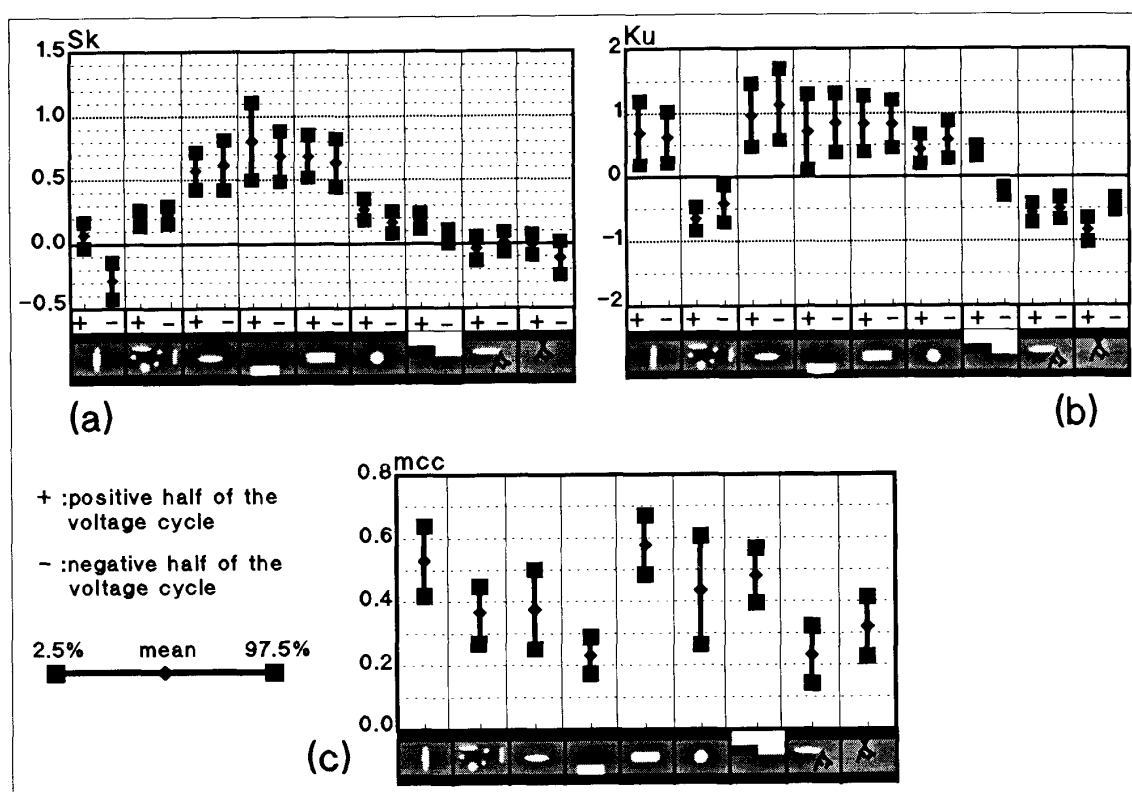 Sk
1.5
1.0
0.5
0.0
−0.5
+ − + − + − + − + − + − + − + − + −
(a)
Ku
2
1
0
−1
−2
+ − + − + − + − + − + − + − + − + −
(b)
+ :positive half of the
voltage cycle
− :negative half of the
voltage cycle
2.5% mean 97.5%
mcc
0.8
0.6
0.4
0.2
0.0
(c)